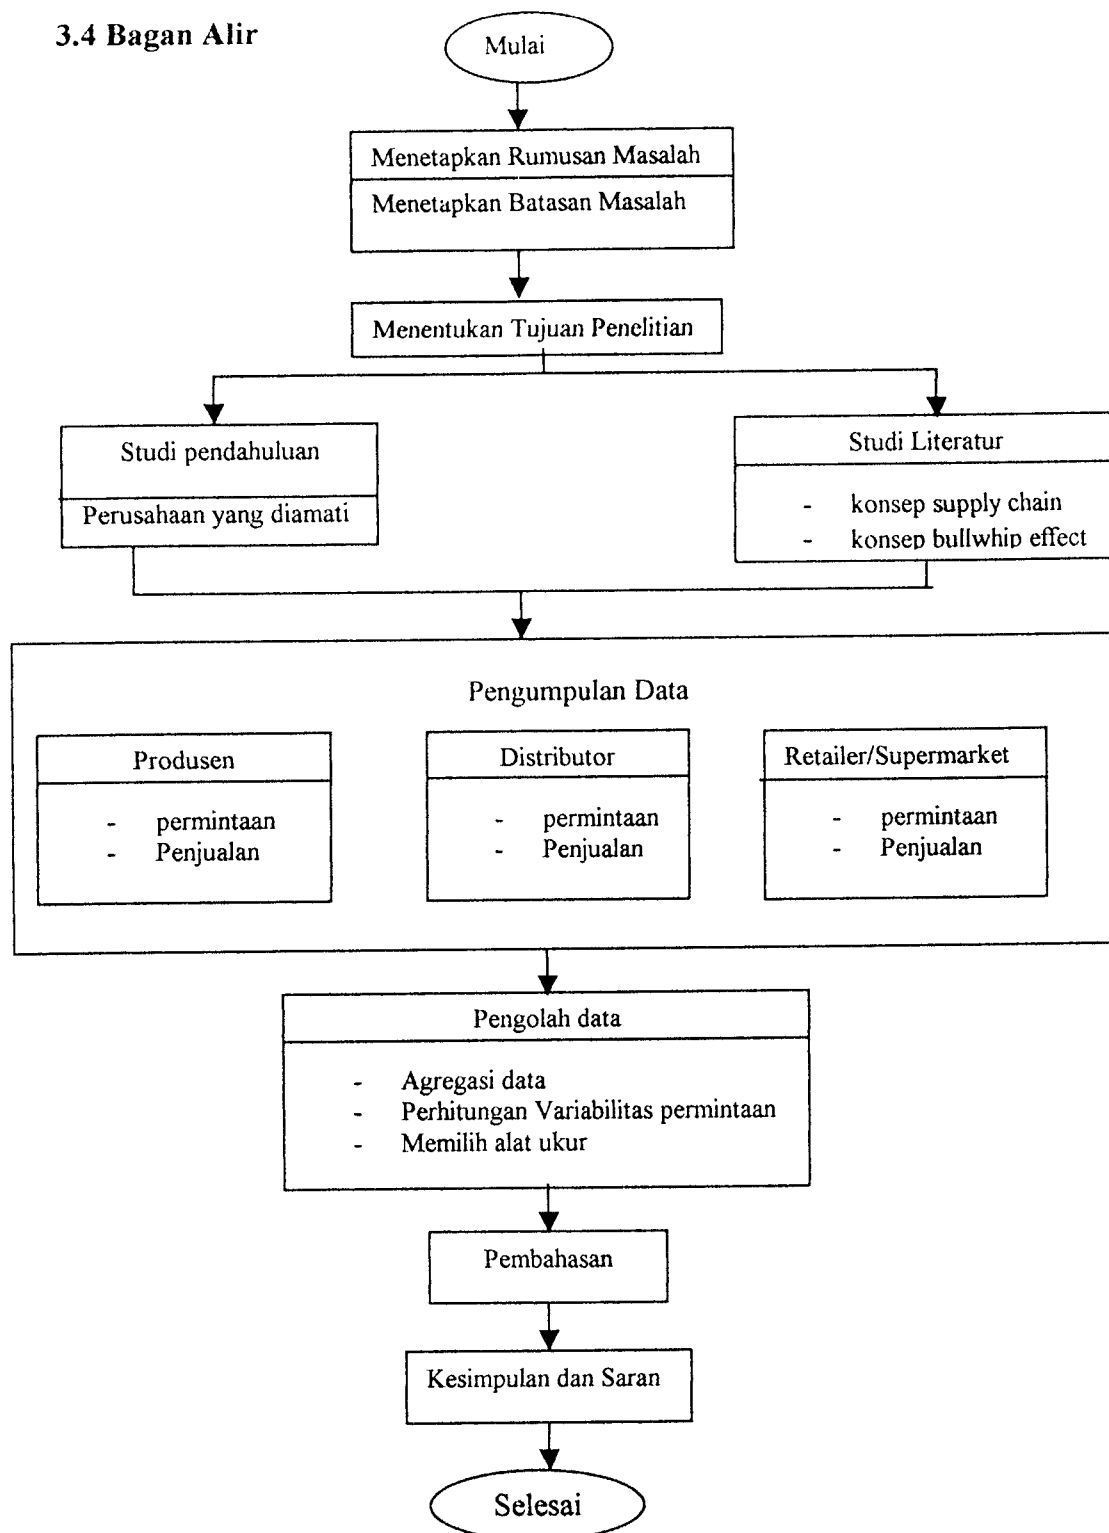 3.4 Bagan Alir
Mulai
Menetapkan Rumusan Masalah
Menetapkan Batasan Masalah
Menentukan Tujuan Penelitian
Studi pendahuluan
Perusahaan yang diamati
Studi Literatur
- konsep supply chain
- konsep bullwhip effect
Pengumpulan Data
Produsen
- permintaan
- Penjualan
Distributor
- permintaan
- Penjualan
Retailer/Supermarket
- permintaan
- Penjualan
Pengolah data
- Agregasi data
- Perhitungan Variabilitas permintaan
- Memilih alat ukur
Pembahasan
Kesimpulan dan Saran
Selesai